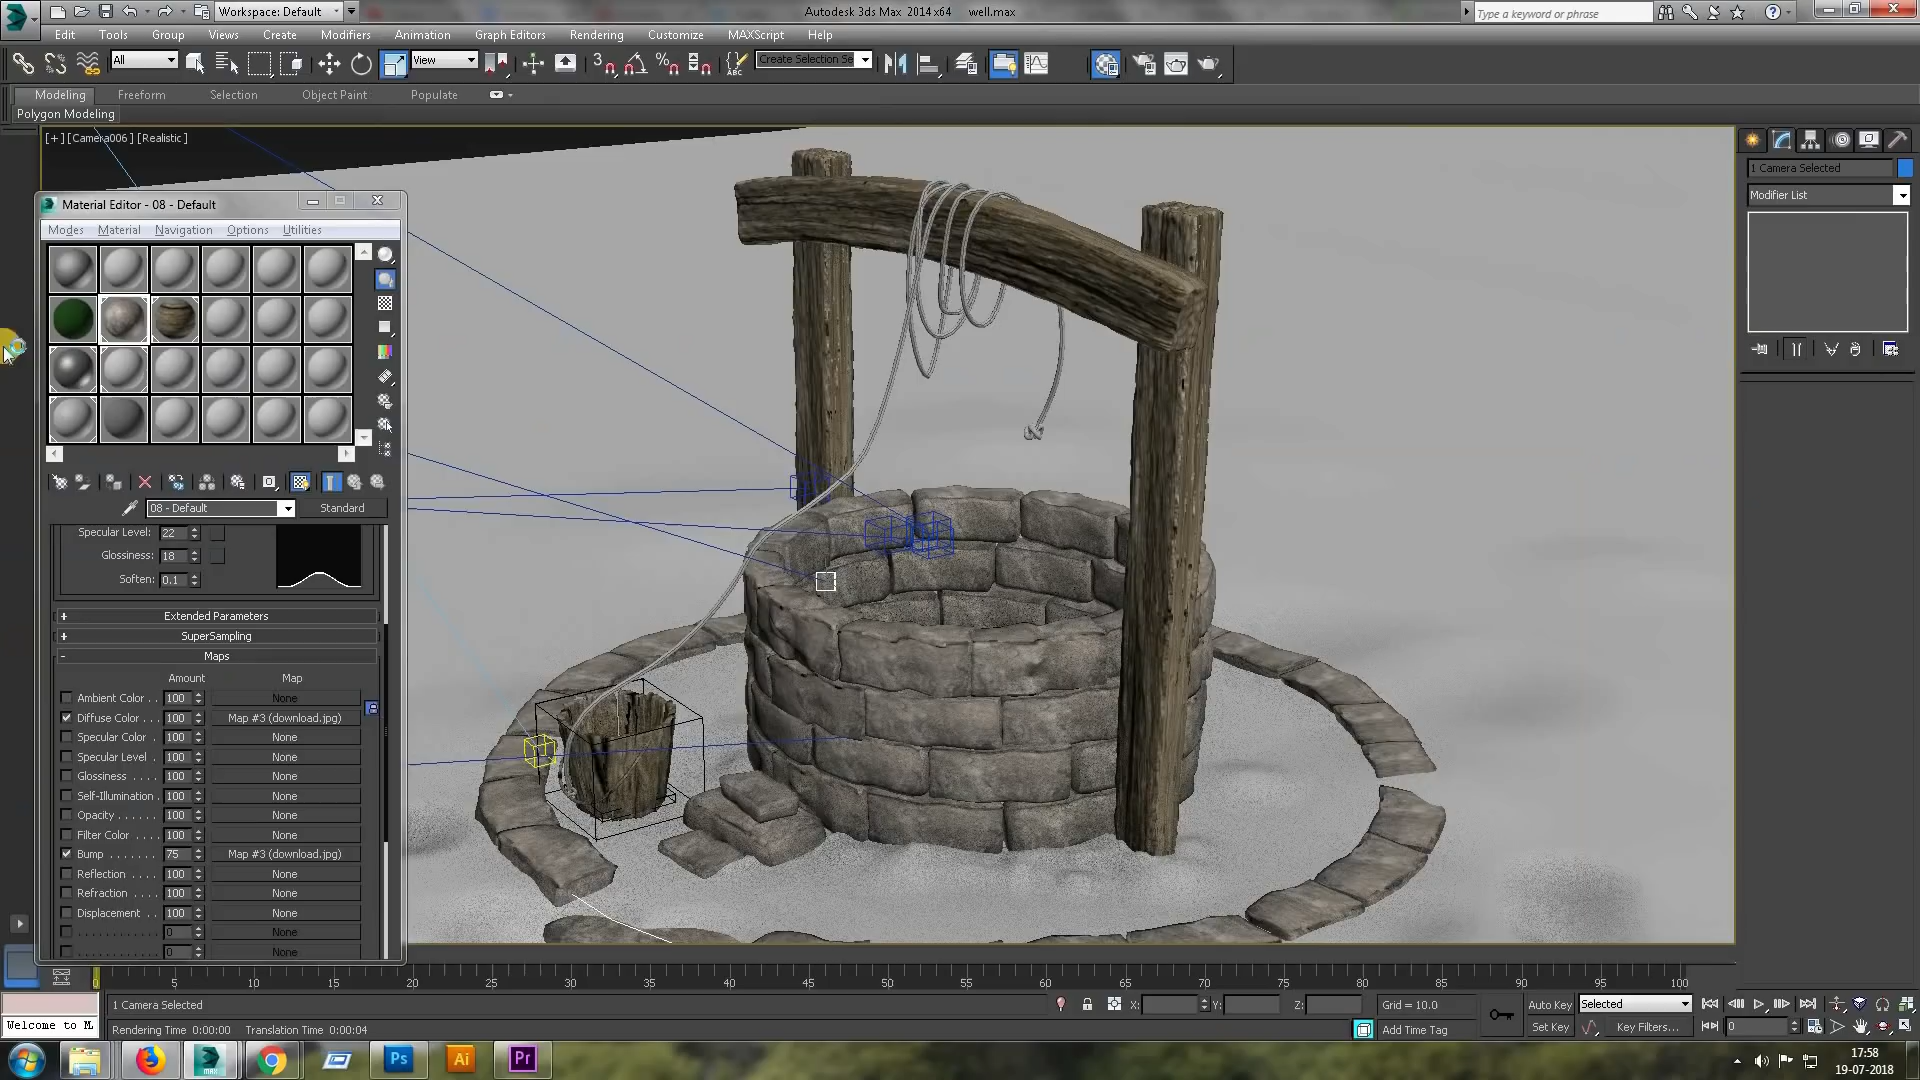 Workspace: Default
Autodesk 3ds Max 2014 x64    well.max
Type a keyword or phrase
Edit Tools Group Views Create Modifiers Animation Graph Editors Rendering Customize MAXScript Help
All
View
3
ABC
Create Selection Se
Modeling Freeform Selection Object Paint Populate
Polygon Modeling
[+] [Camera006] [Realistic]
1 Camera Selected
Modifier List
Material Editor - 08 - Default
Modes Material Navigation Options Utilities
08 - Default
Standard
Specular Level: 22
Glossiness: 18
Soften: 0.1
+ Extended Parameters
+ SuperSampling
- Maps
Amount Map
Ambient Color . . 100 None
Diffuse Color . . . 100 Map #3 (download.jpg)
Specular Color . 100 None
Specular Level . 100 None
Glossiness . . . . 100 None
Self-Illumination . 100 None
Opacity . . . . . . 100 None
Filter Color . . . . 100 None
Bump . . . . . . . 75 Map #3 (download.jpg)
Reflection . . . . 100 None
Refraction . . . . 100 None
Displacement . . 100 None
. . . . . . . . . . . . 0 None
. . . . . . . . . . . . 0 None
0 5 10 15 20 25 30 35 40 45 50 55 60 65 70 75 80 85 90 95 100
1 Camera Selected
X: Y: Z: Grid = 10.0
Auto Key Selected
Welcome to M
Rendering Time 0:00:00 Translation Time 0:00:04
Add Time Tag
Set Key Key Filters... 0
MAX
Ps
Ai
Pr
17:58
19-07-2018